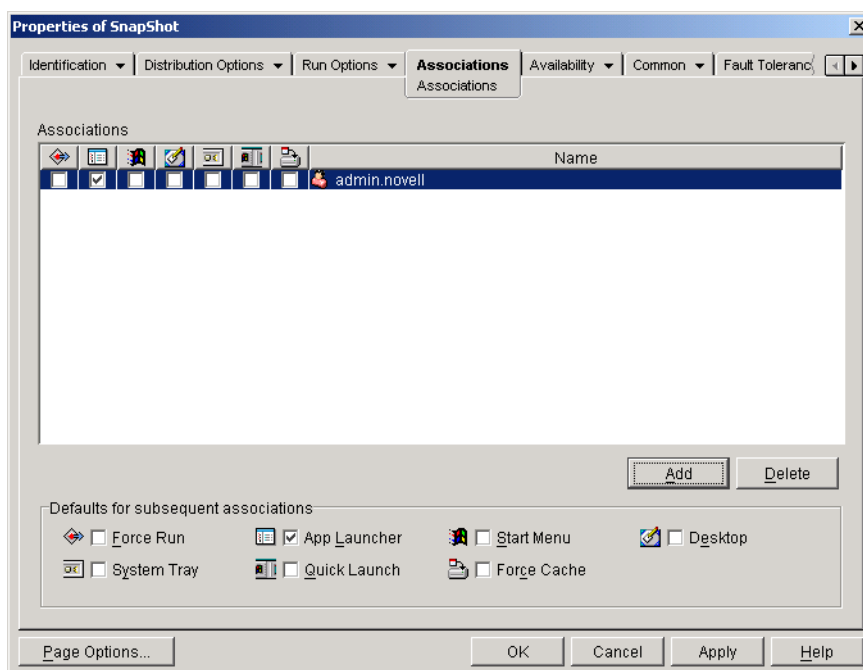 Properties of SnapShot
Identification Distribution Options Run Options Associations Availability Common Fault Toleranc
Associations
Associations
Name
admin.novell
Add Delete
Defaults for subsequent associations
Force Run App Launcher Start Menu Desktop
System Tray Quick Launch Force Cache
Page Options... OK Cancel Apply Help